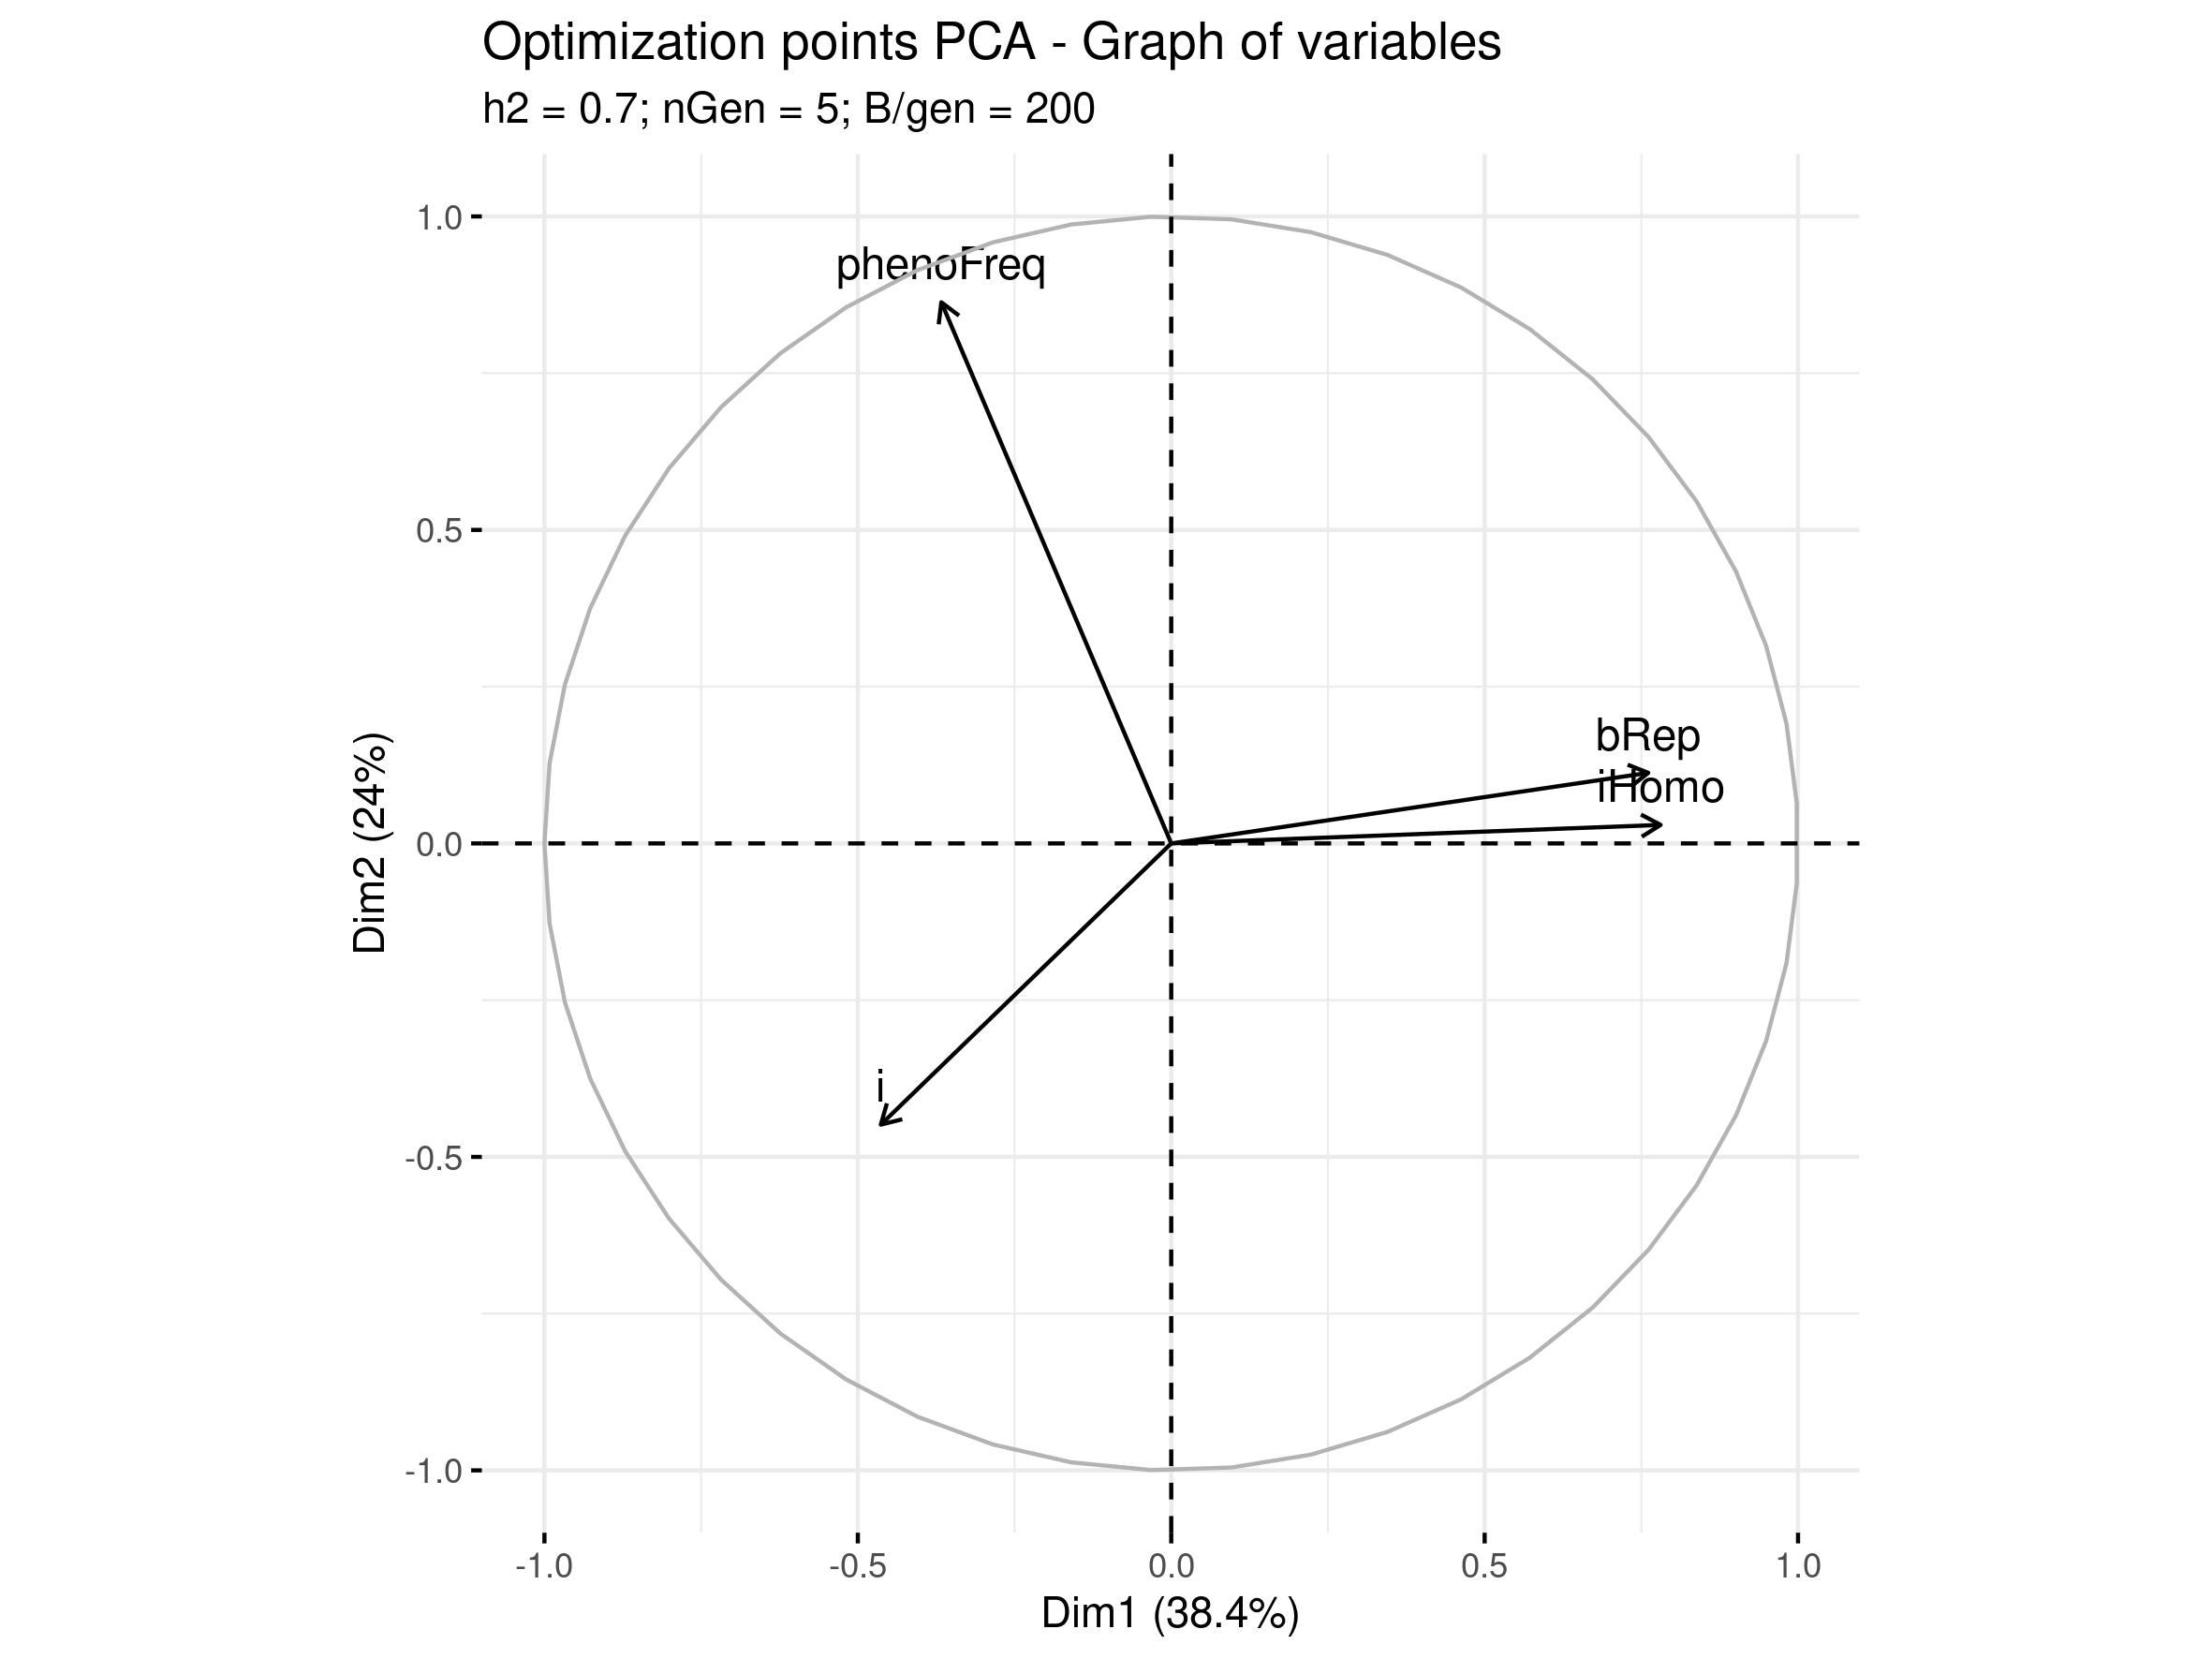 Optimization points PCA - Graph of variables
h2 = 0.7; nGen = 5; B/gen = 200
1.0
phenoFreq
0.5
bRep
iHomo
Dim2 (24%)
0.0
i
-0.5
-1.0
-1.0 -0.5 0.0 0.5 1.0
Dim1 (38.4%)